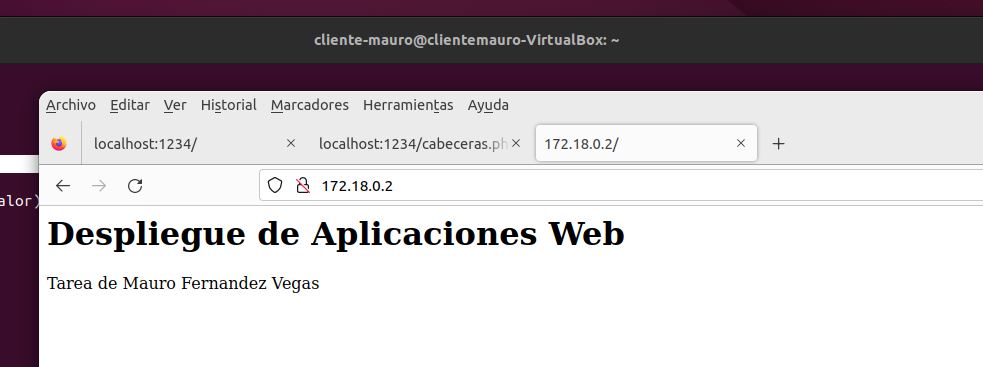 cliente-mauro@clientemauro-VirtualBox: ~
Archivo Editar Ver Historial Marcadores Herramientas Ayuda
localhost:1234/ localhost:1234/cabeceras.ph 172.18.0.2/
172.18.0.2
alor)
Despliegue de Aplicaciones Web
Tarea de Mauro Fernandez Vegas